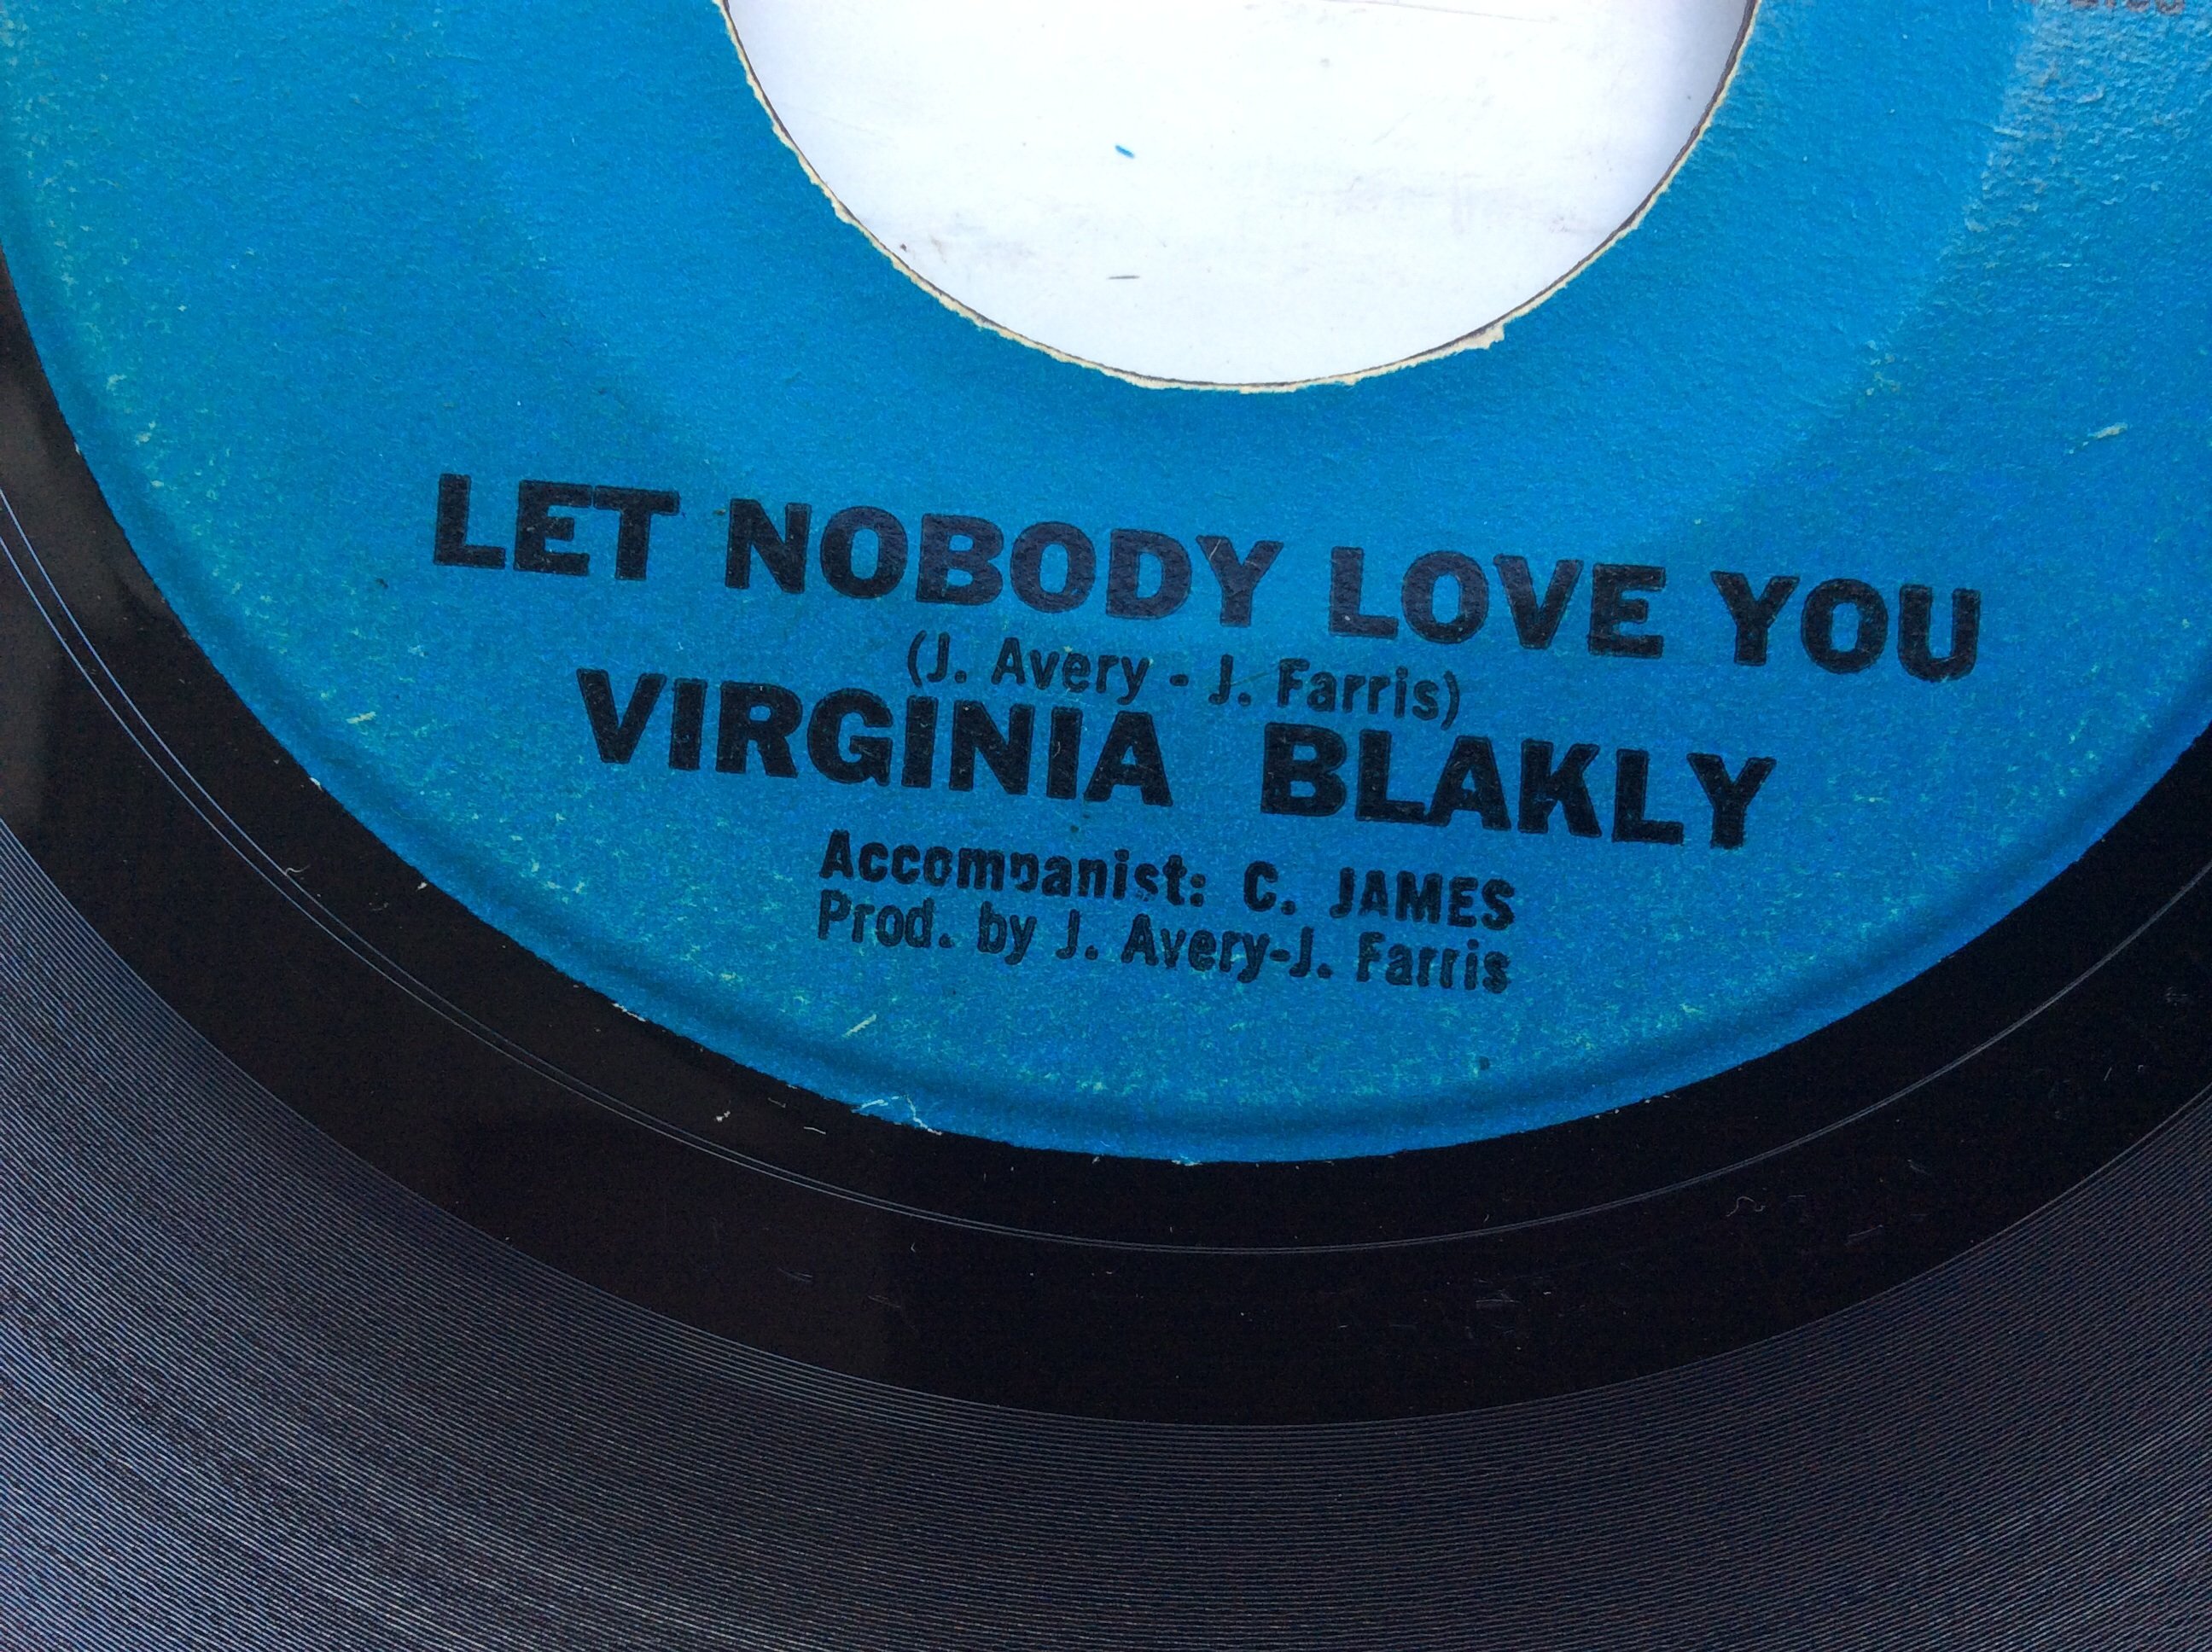 LET NOBODY LOVE YOU
(J. Avery - J. Farris)
VIRGINIA BLAKLY
Accompanist: C. JAMES
Prod. by J. Avery-J. Farris